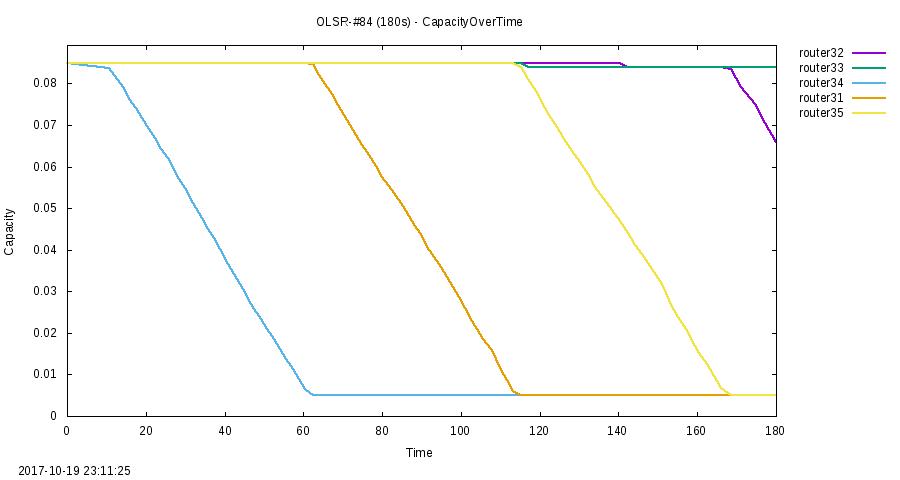 OLSR-#84 (180s) - CapacityOverTime
router32
router33
router34
router31
router35
0.08
0.07
0.06
0.05
0.04
0.03
0.02
0.01
0
Capacity
0 20 40 60 80 100 120 140 160 180
Time
2017-10-19 23:11:25